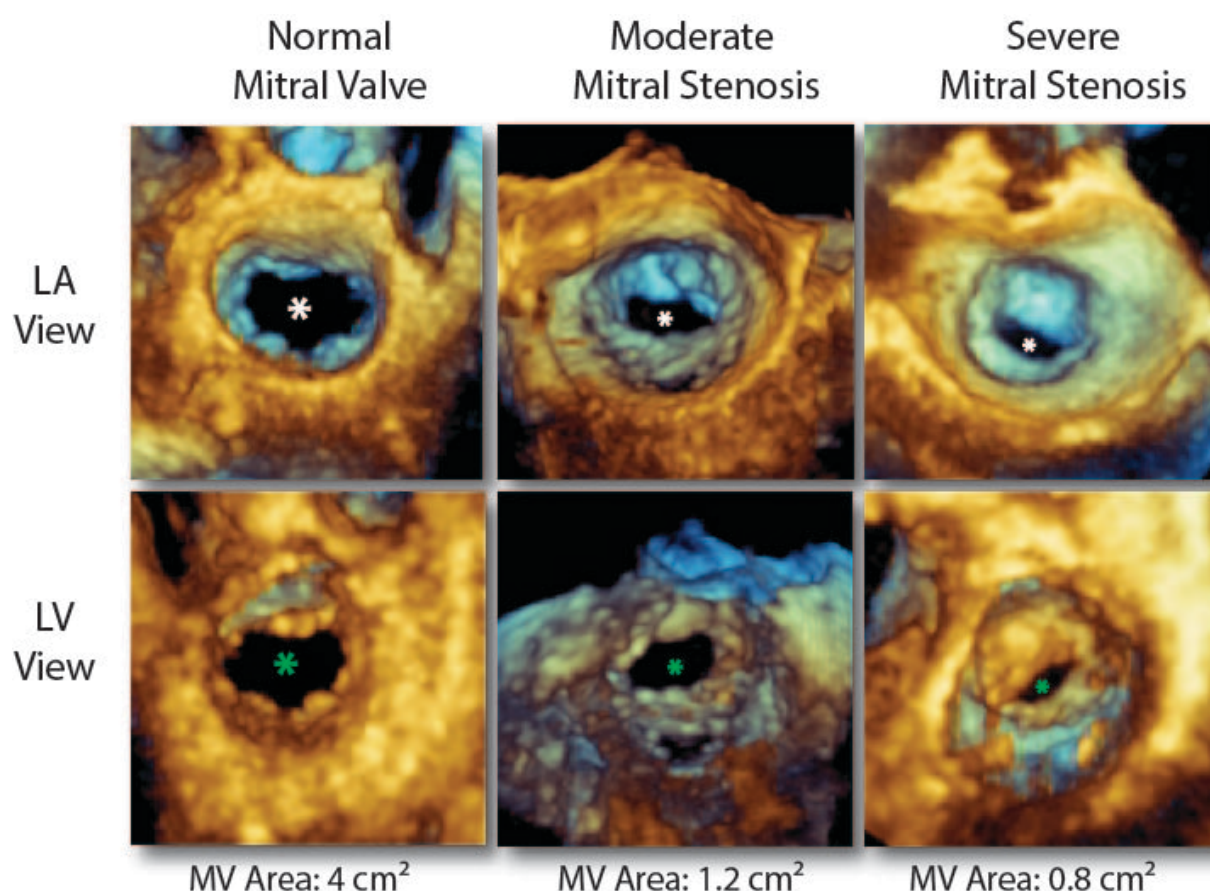 Normal
Mitral Valve
Moderate
Mitral Stenosis
Severe
Mitral Stenosis
LA
View
*
*
*
LV
View
*
*
*
MV Area: 4 cm²
MV Area: 1.2 cm²
MV Area: 0.8 cm²